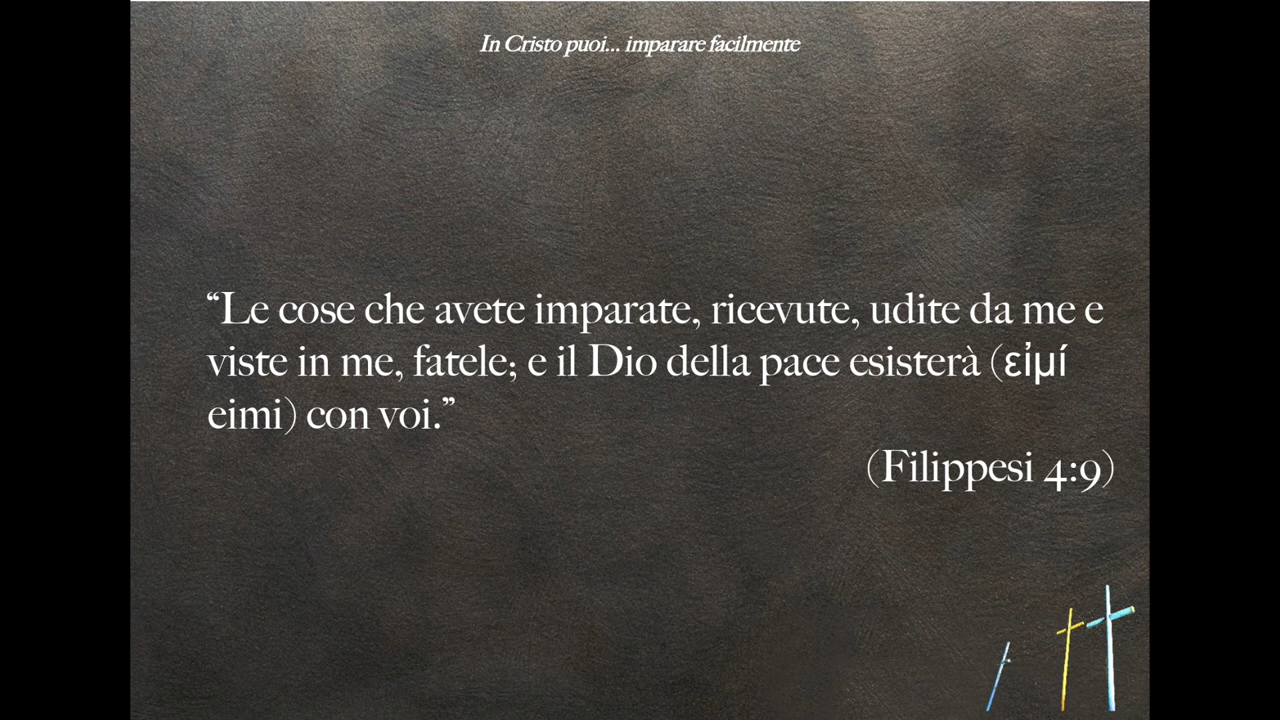 In Cristo puoi... imparare facilmente
“Le cose che avete imparate, ricevute, udite da me e
viste in me, fatele; e il Dio della pace esisterà (εἰμί
eimi) con voi.”
(Filippesi 4:9)